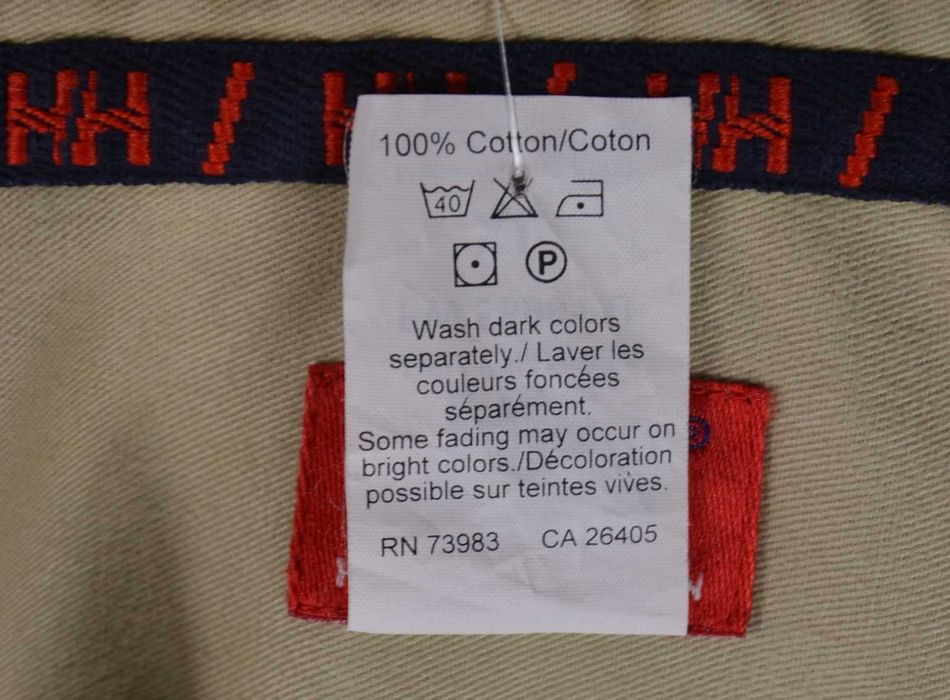 HH / HH / HH /
100% Cotton/Coton
40
P
Wash dark colors
separately./ Laver les
couleurs foncées
séparément.
Some fading may occur on
bright colors./Décoloration
possible sur teintes vives.
RN 73983 CA 26405